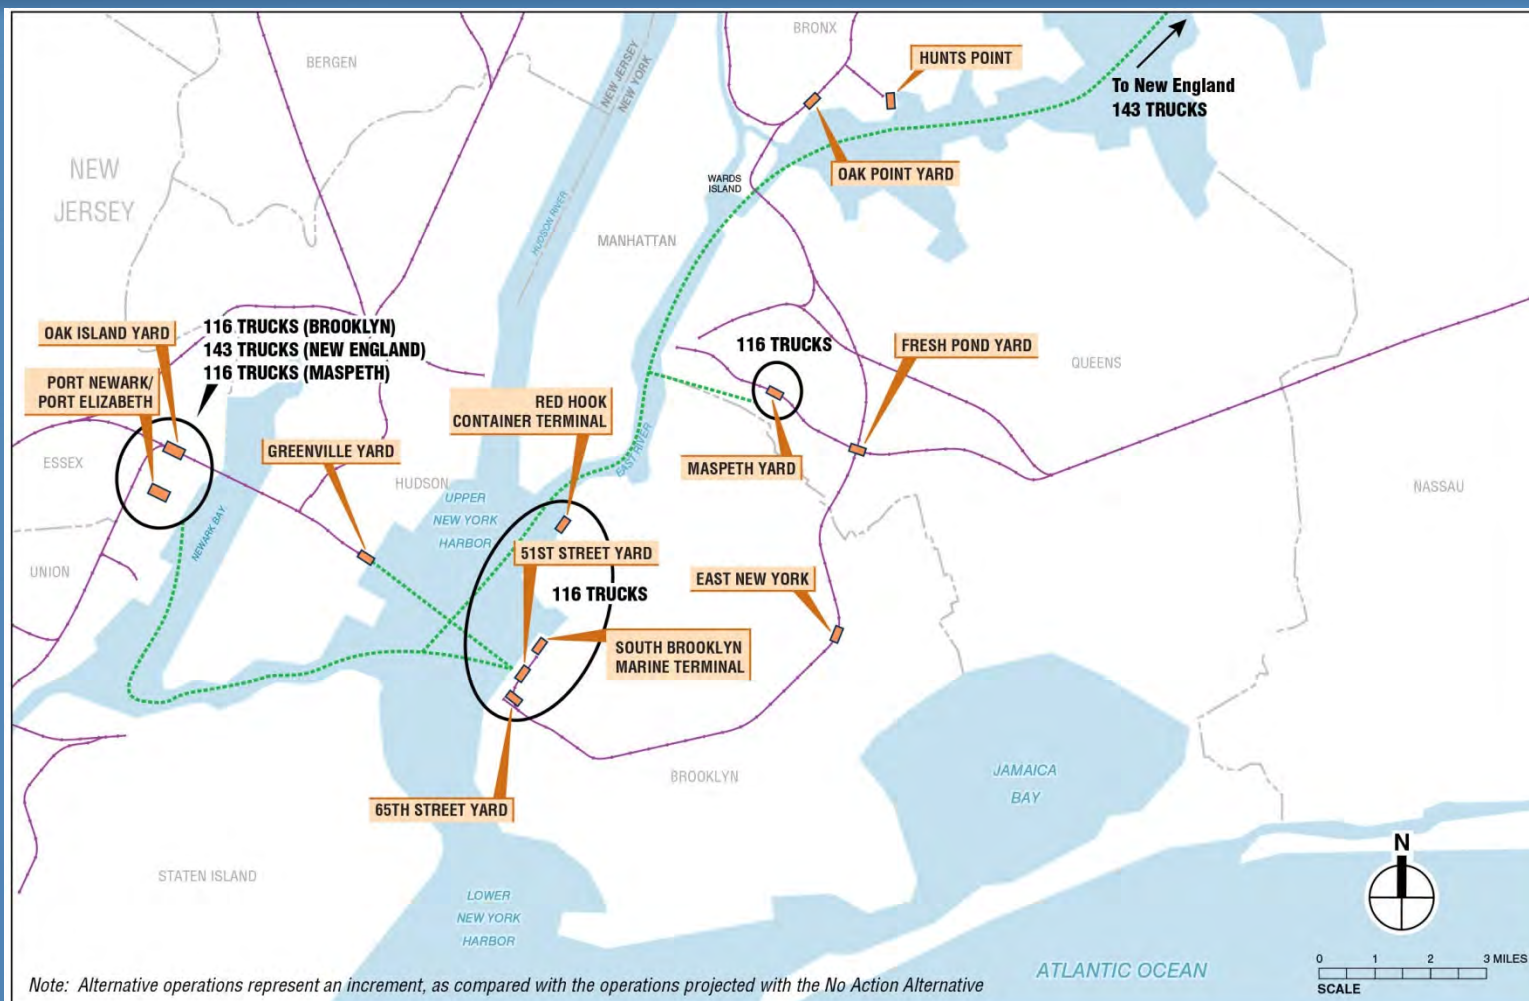 BRONX
HUNTS POINT
BERGEN
NEW JERSEY
NEW YORK
To New England
143 TRUCKS
NEW
JERSEY
OAK POINT YARD
WARDS
ISLAND
HUDSON RIVER
MANHATTAN
OAK ISLAND YARD
116 TRUCKS (BROOKLYN)
143 TRUCKS (NEW ENGLAND)
116 TRUCKS (MASPETH)
116 TRUCKS
FRESH POND YARD
QUEENS
PORT NEWARK/
PORT ELIZABETH
RED HOOK
CONTAINER TERMINAL
GREENVILLE YARD
EAST RIVER
MASPETH YARD
ESSEX
HUDSON
NASSAU
UPPER
NEW YORK
HARBOR
NEWARK BAY
51ST STREET YARD
UNION
116 TRUCKS
EAST NEW YORK
SOUTH BROOKLYN
MARINE TERMINAL
BROOKLYN
JAMAICA
BAY
65TH STREET YARD
STATEN ISLAND
LOWER
NEW YORK
HARBOR
N
ATLANTIC OCEAN
0 1 2 3 MILES
SCALE
Note: Alternative operations represent an increment, as compared with the operations projected with the No Action Alternative